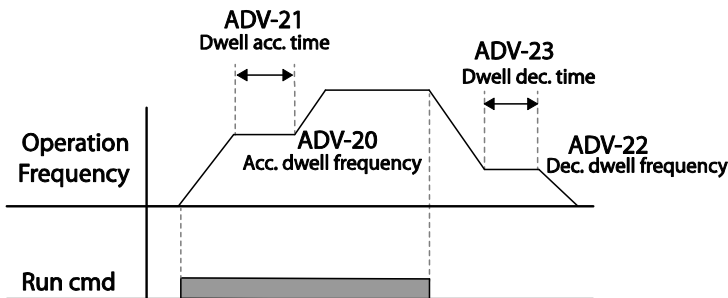 ADV-21
Dwell acc. time
ADV-23
Dwell dec. time
Operation
Frequency
ADV-20
Acc. dwell frequency
ADV-22
Dec. dwell frequency
Run cmd